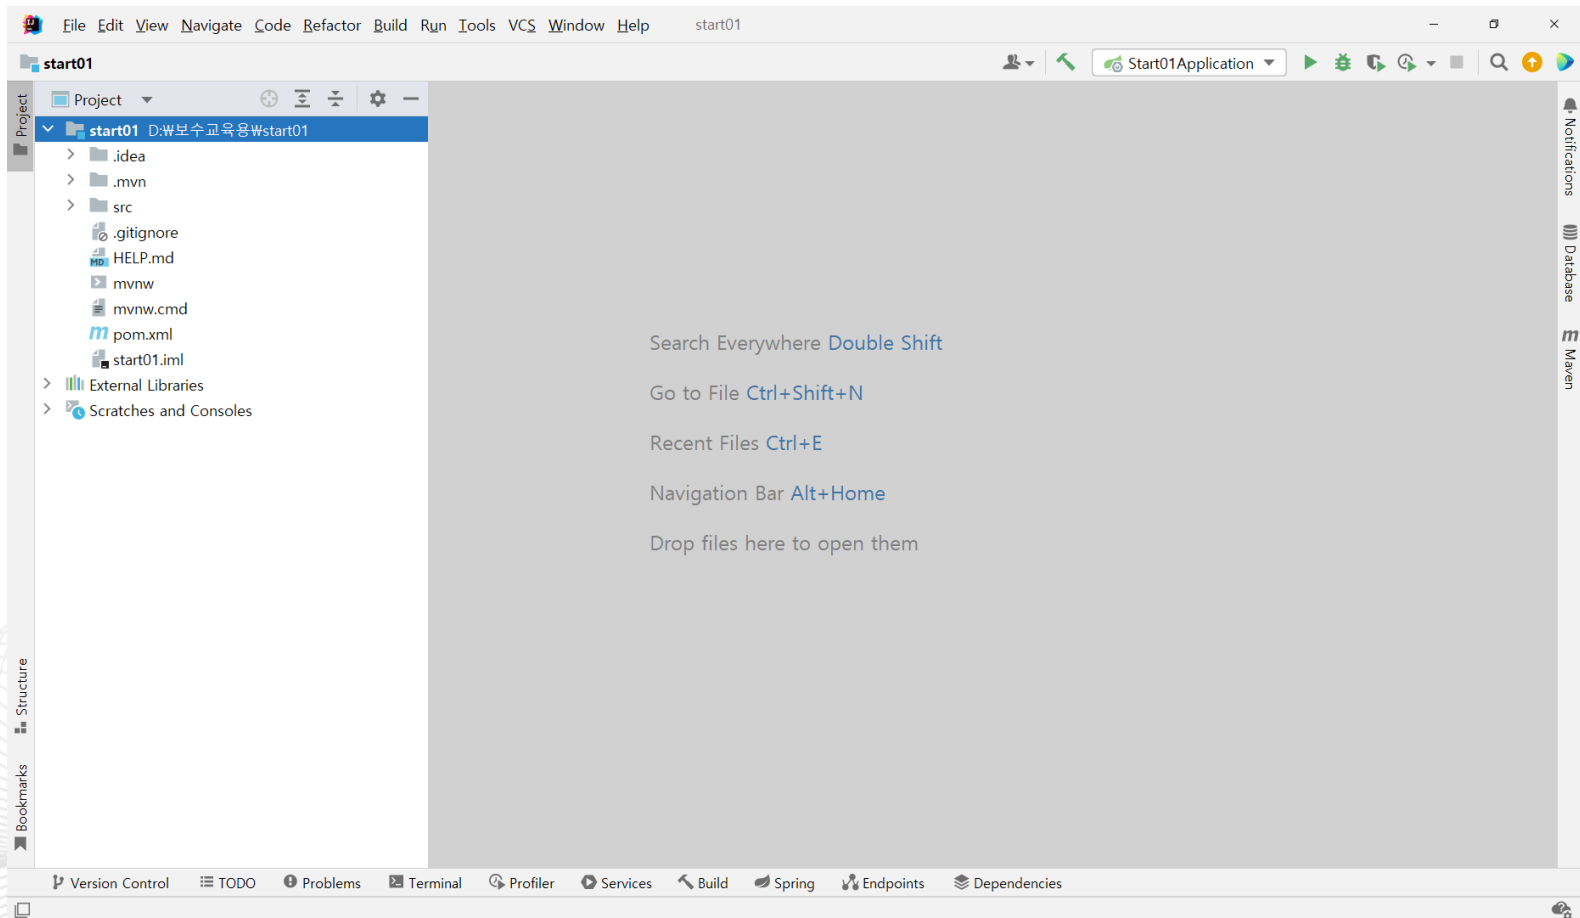 File Edit View Navigate Code Refactor Build Run Tools VCS Window Help start01
start01
Start01Application
Project
Project
start01 D:₩보수교육용₩start01
.idea
.mvn
src
.gitignore
HELP.md
mvnw
mvnw.cmd
pom.xml
start01.iml
External Libraries
Scratches and Consoles
Search Everywhere Double Shift
Go to File Ctrl+Shift+N
Recent Files Ctrl+E
Navigation Bar Alt+Home
Drop files here to open them
Notifications
Database
Maven
Structure
Bookmarks
Version Control TODO Problems Terminal Profiler Services Build Spring Endpoints Dependencies